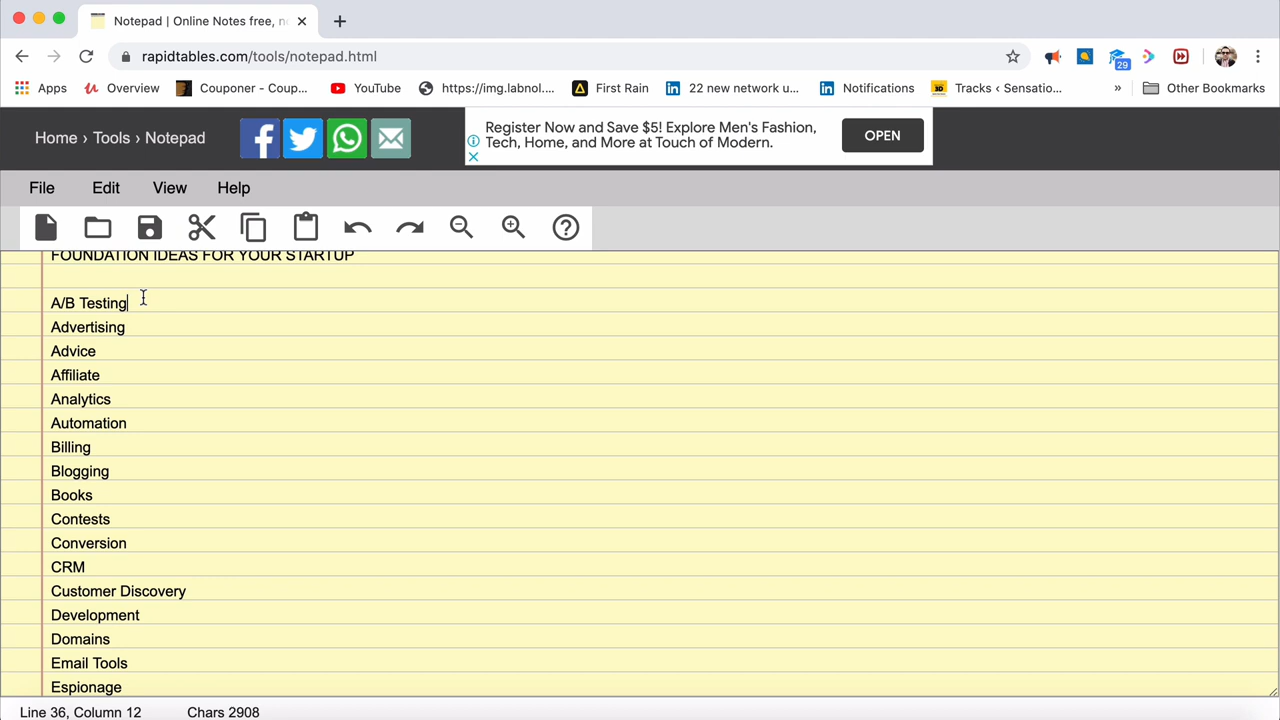 Notepad | Online Notes free, n
rapidtables.com/tools/notepad.html
29
Apps
Overview
Couponer - Coup...
YouTube
https://img.labnol....
First Rain
22 new network u...
Notifications
Tracks ‹ Sensatio...
»
Other Bookmarks
Home › Tools › Notepad
Register Now and Save $5! Explore Men's Fashion,
Tech, Home, and More at Touch of Modern.
OPEN
File Edit View Help
FOUNDATION IDEAS FOR YOUR STARTUP
A/B Testing
Advertising
Advice
Affiliate
Analytics
Automation
Billing
Blogging
Books
Contests
Conversion
CRM
Customer Discovery
Development
Domains
Email Tools
Espionage
Line 36, Column 12 Chars 2908